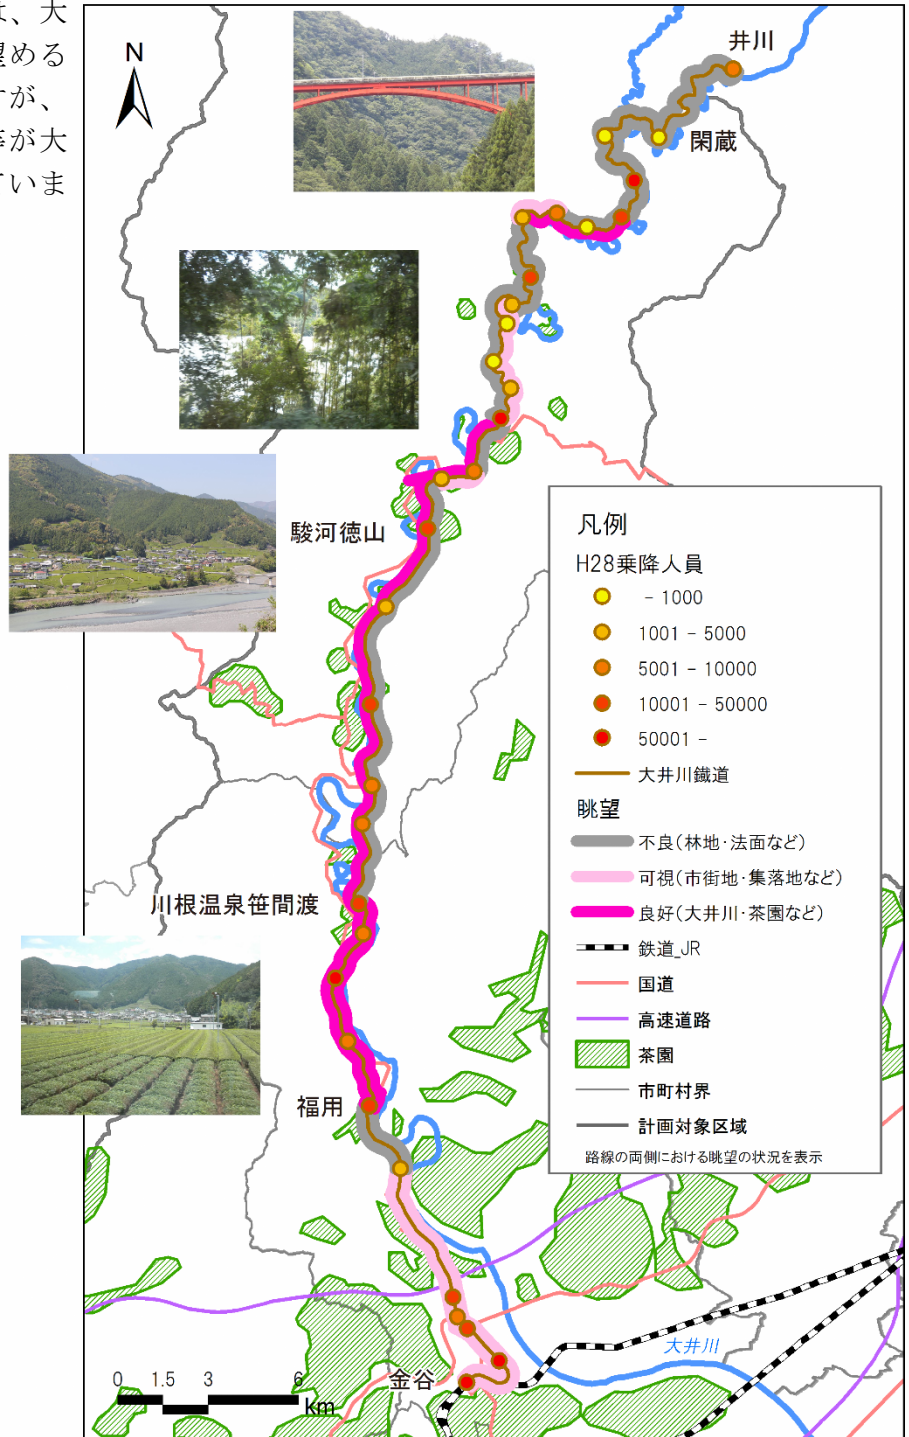 は、大
望める
すが、
等が大
ていま
N
井川
閑蔵
駿河徳山
川根温泉笹間渡
福用
金谷
大井川
0 1.5 3 6
km
凡例
H28乗降人員
- 1000
1001 - 5000
5001 - 10000
10001 - 50000
50001 -
大井川鐵道
眺望
不良(林地・法面など)
可視(市街地・集落地など)
良好(大井川・茶園など)
鉄道_JR
国道
高速道路
茶園
市町村界
計画対象区域
路線の両側における眺望の状況を表示